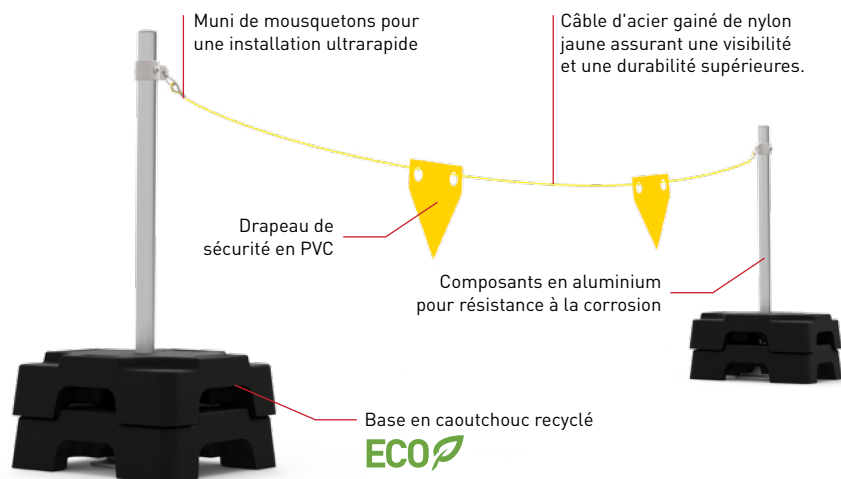 Muni de mousquetons pour
une installation ultrarapide
Câble d'acier gainé de nylon
jaune assurant une visibilité
et une durabilité supérieures.
Drapeau de
sécurité en PVC
Composants en aluminium
pour résistance à la corrosion
Base en caoutchouc recyclé
ECO